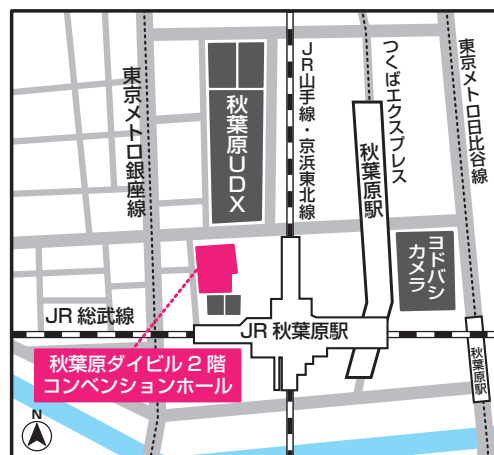 東京メトロ銀座線
秋葉原UDX
JR山手線・京浜東北線
つくばエクスプレス
秋葉原駅
東京メトロ日比谷線
ヨドバシ
カメラ
JR 総武線
JR 秋葉原駅
秋葉原駅
秋葉原ダイビル 2 階
コンベンションホール
N